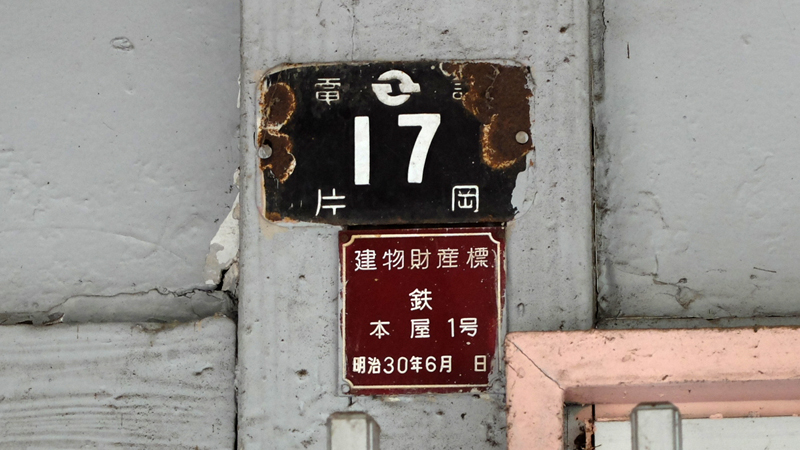 電
17
片岡
建物財産標
鉄
本屋 1号
明治30年6月 日